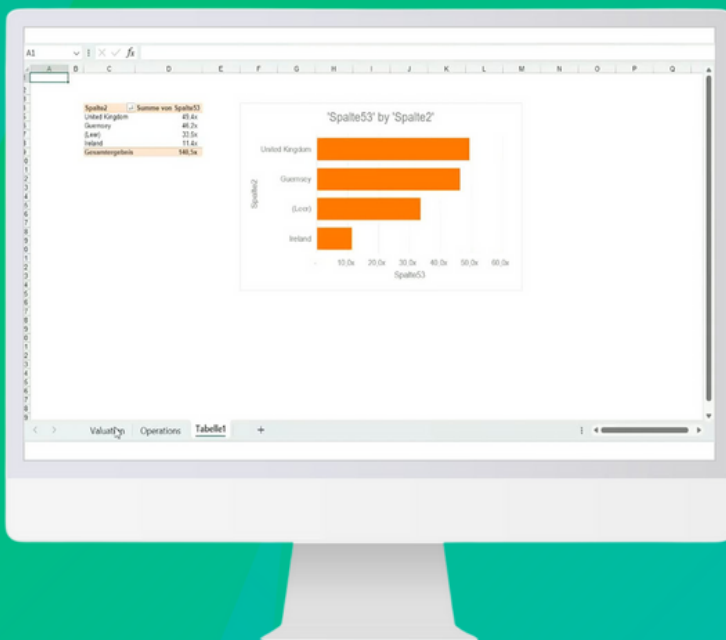 A1
fx
A B C D E F G H I J K L M N O P Q
Spalte2 Summe von Spalte53
United Kingdom 49,4x
Guernsey 46,2x
(Leer) 33,5x
Ireland 11,4x
Gesamtergebnis 140,5x
'Spalte53' by 'Spalte2'
Spalte2
United Kingdom
Guernsey
(Leer)
Ireland
- 10,0x 20,0x 30,0x 40,0x 50,0x 60,0x
Spalte53
Valuation Operations Tabelle1 +